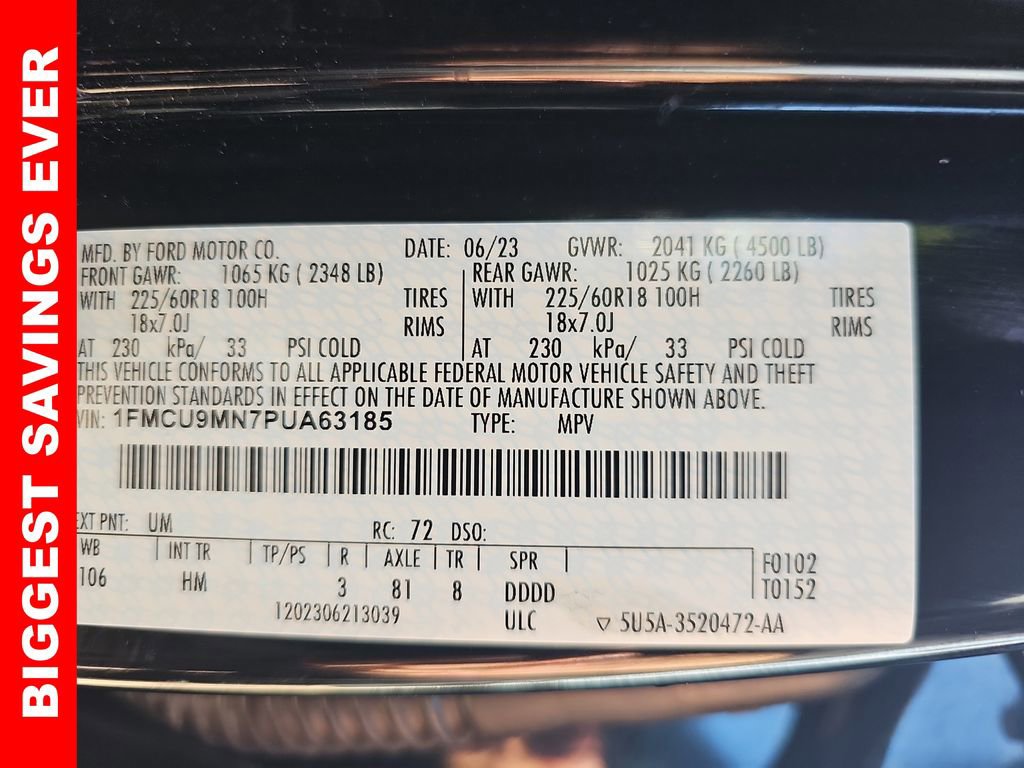 BIGGEST SAVINGS EVER
MFD. BY FORD MOTOR CO. DATE: 06/23 GVWR: 2041 KG ( 4500 LB)
FRONT GAWR: 1065 KG ( 2348 LB) REAR GAWR: 1025 KG ( 2260 LB)
WITH 225/60R18 100H TIRES WITH 225/60R18 100H TIRES
18x7.0J RIMS 18x7.0J RIMS
AT 230 kPa/ 33 PSI COLD AT 230 kPa/ 33 PSI COLD
THIS VEHICLE CONFORMS TO ALL APPLICABLE FEDERAL MOTOR VEHICLE SAFETY AND THEFT
PREVENTION STANDARDS IN EFFECT ON THE DATE OF MANUFACTURE SHOWN ABOVE.
VIN: 1FMCU9MN7PUA63185 TYPE: MPV
EXT PNT: UM RC: 72 DSO:
WB INT TR TP/PS R AXLE TR SPR F0102
106 HM 3 81 8 DDDD T0152
1202306213039 ULC ▽ 5U5A-3520472-AA